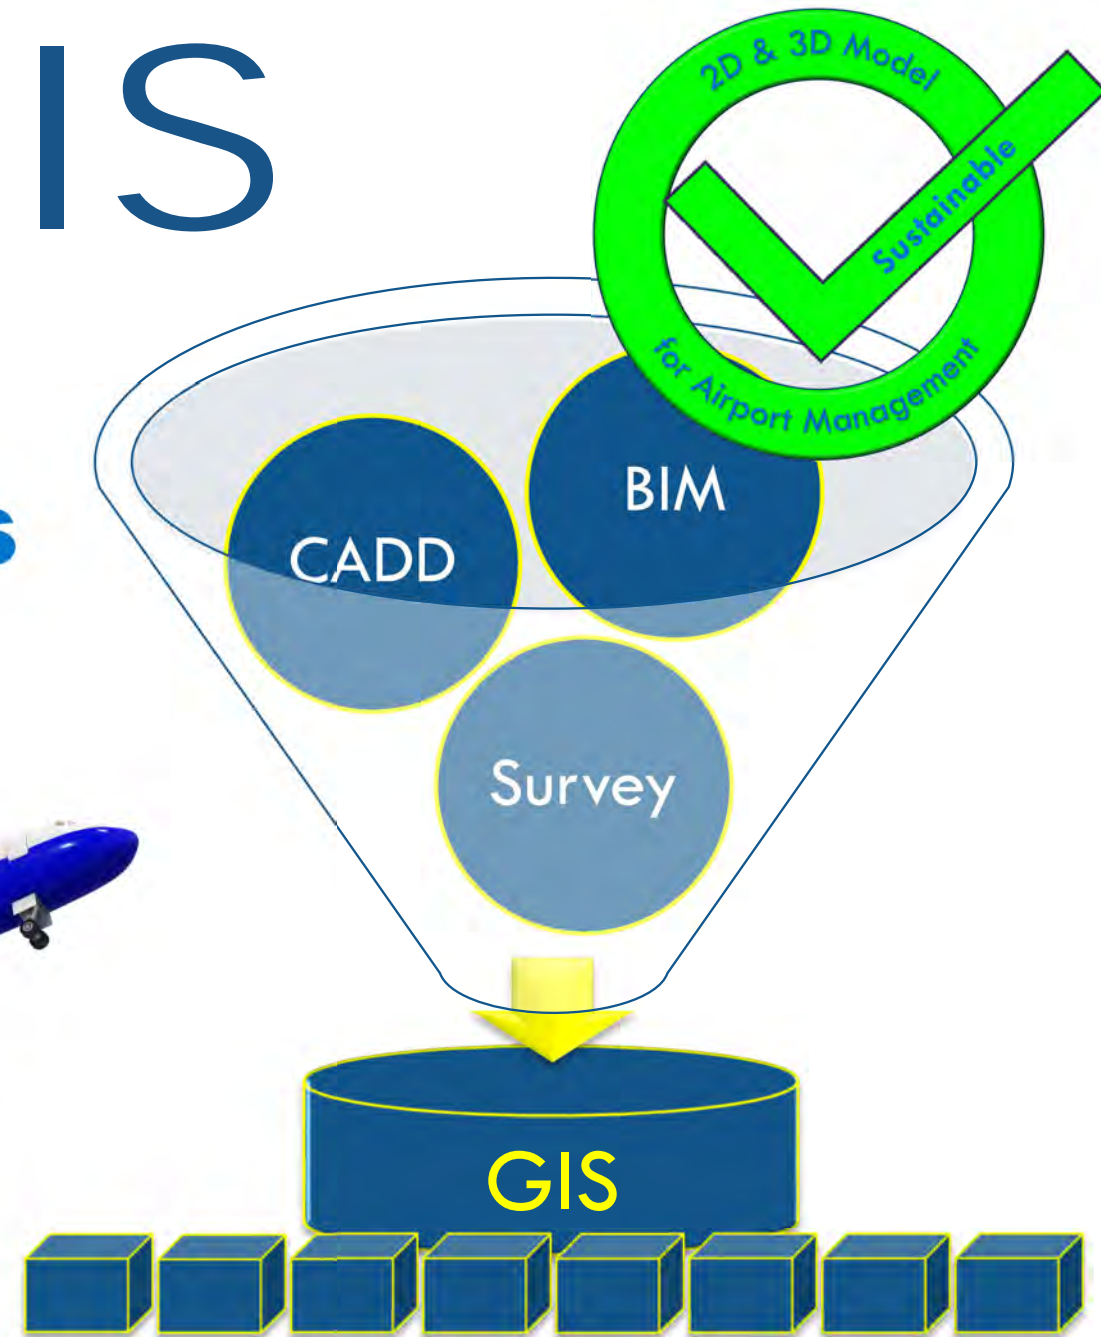 IS
2D & 3D Model
Sustainable
for Airport Management
BIM
CADD
s
Survey
GIS